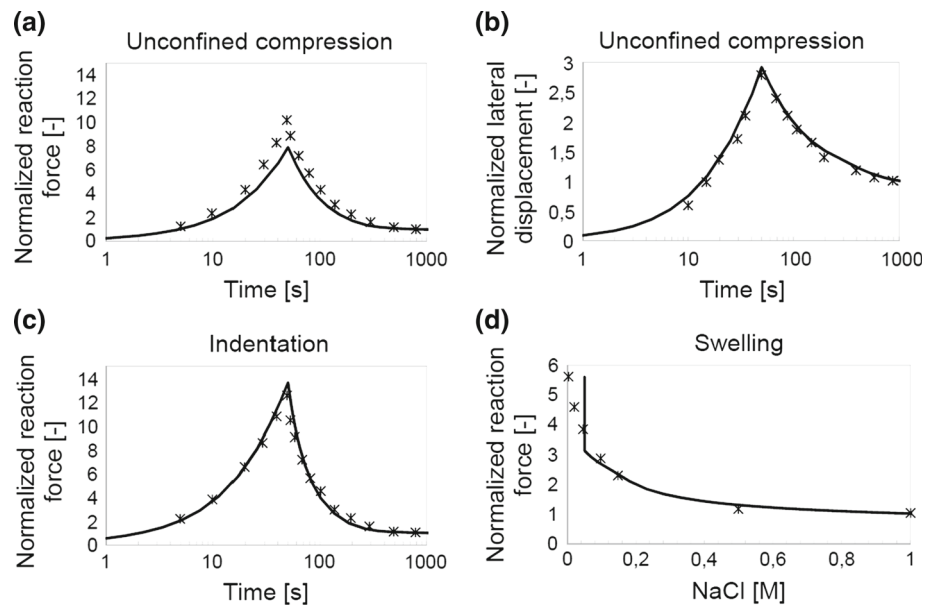 (a)
Unconfined compression
Normalized reaction
force [-]
14
12
10
8
6
4
2
0
1
10
100
1000
Time [s]
(b)
Unconfined compression
Normalized lateral
displacement [-]
3
2,5
2
1,5
1
0,5
0
1
10
100
1000
Time [s]
(c)
Indentation
Normalized reaction
force [-]
14
12
10
8
6
4
2
0
1
10
100
1000
Time [s]
(d)
Swelling
Normalized reaction
force [-]
6
5
4
3
2
1
0
0
0,2
0,4
0,6
0,8
1
NaCl [M]